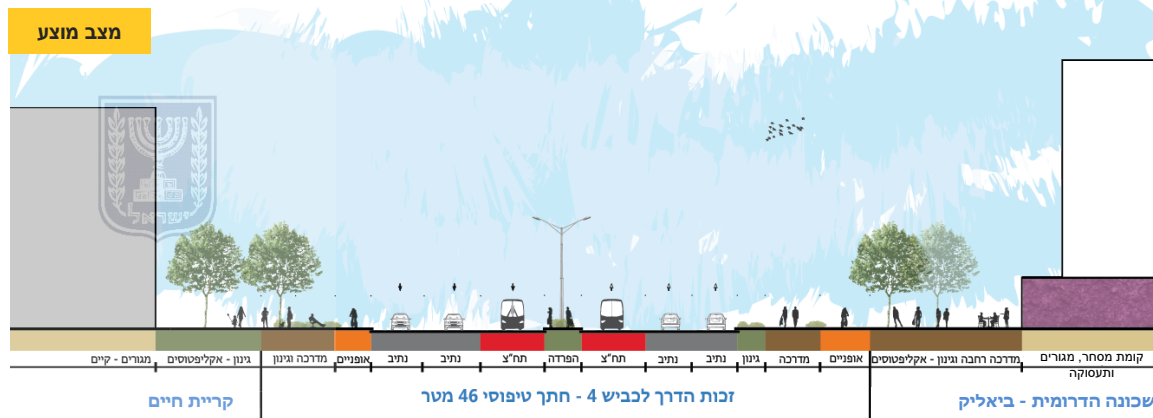 מצב מוצע
ישראל
מגורים - קיים
גינון - אקליפטוסים
מדרכה וגינון
אופניים
נתיב
נתיב
תח"צ
הפרדה
תח"צ
נתיב
נתיב
גינון
מדרכה
אופניים
מדרכה רחבה וגינון - אקליפטוסים
קומת מסחר, מגורים
ותעסוקה
קריית חיים
זכות הדרך לכביש 4 - חתך טיפוסי 46 מטר
שכונה הדרומית - ביאליק